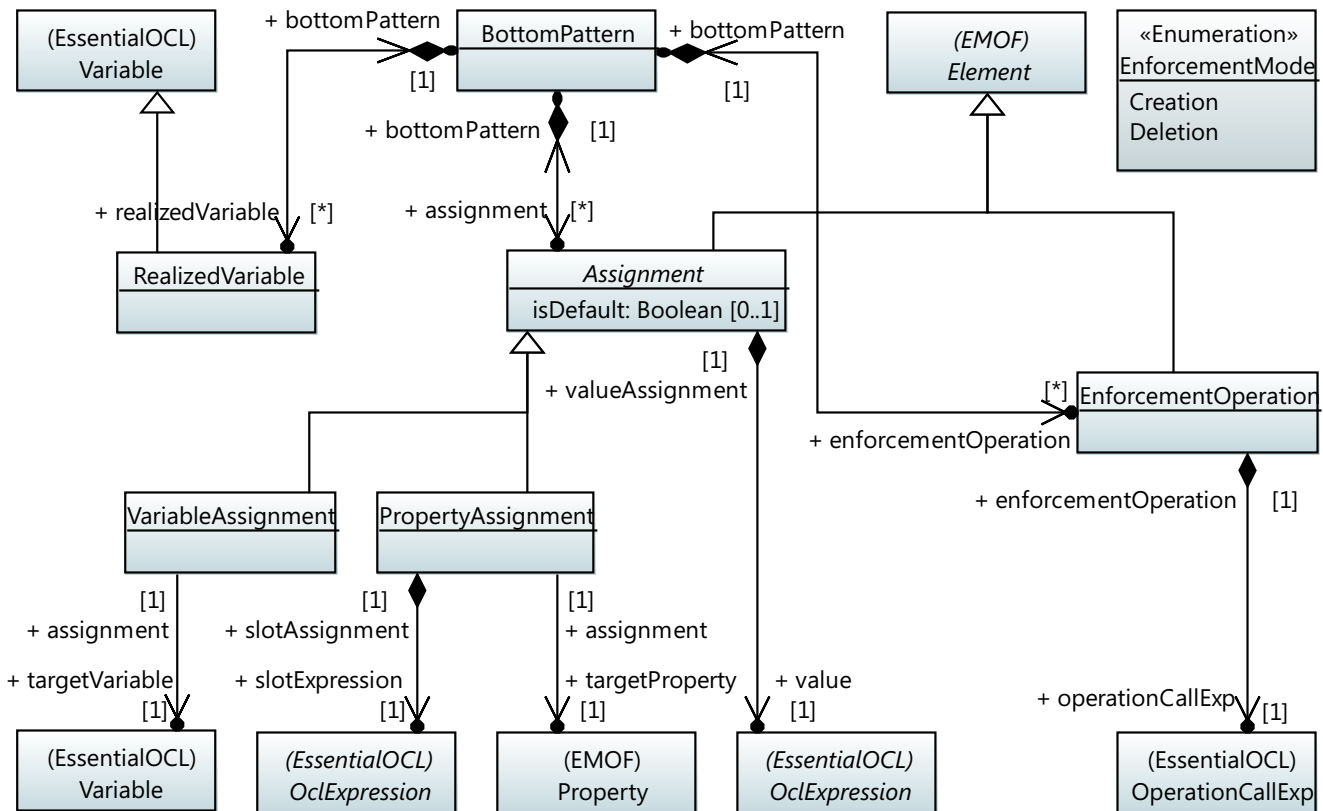 + bottomPattern
(EssentialOCL)
Variable
BottomPattern
+ bottomPattern
(EMOF)
Element
«Enumeration»
EnforcementMode
Creation
Deletion
[1]
[1]
+ bottomPattern
[1]
+ realizedVariable
[*]
+ assignment
[*]
RealizedVariable
Assignment
isDefault: Boolean [0..1]
[1]
+ valueAssignment
[*]
EnforcementOperation
+ enforcementOperation
+ enforcementOperation
[1]
VariableAssignment
PropertyAssignment
[1]
+ assignment
[1]
+ slotAssignment
[1]
+ assignment
+ targetVariable
[1]
+ slotExpression
[1]
+ targetProperty
[1]
+ value
[1]
+ operationCallExp
[1]
(EssentialOCL)
Variable
(EssentialOCL)
OclExpression
(EMOF)
Property
(EssentialOCL)
OclExpression
(EssentialOCL)
OperationCallExp